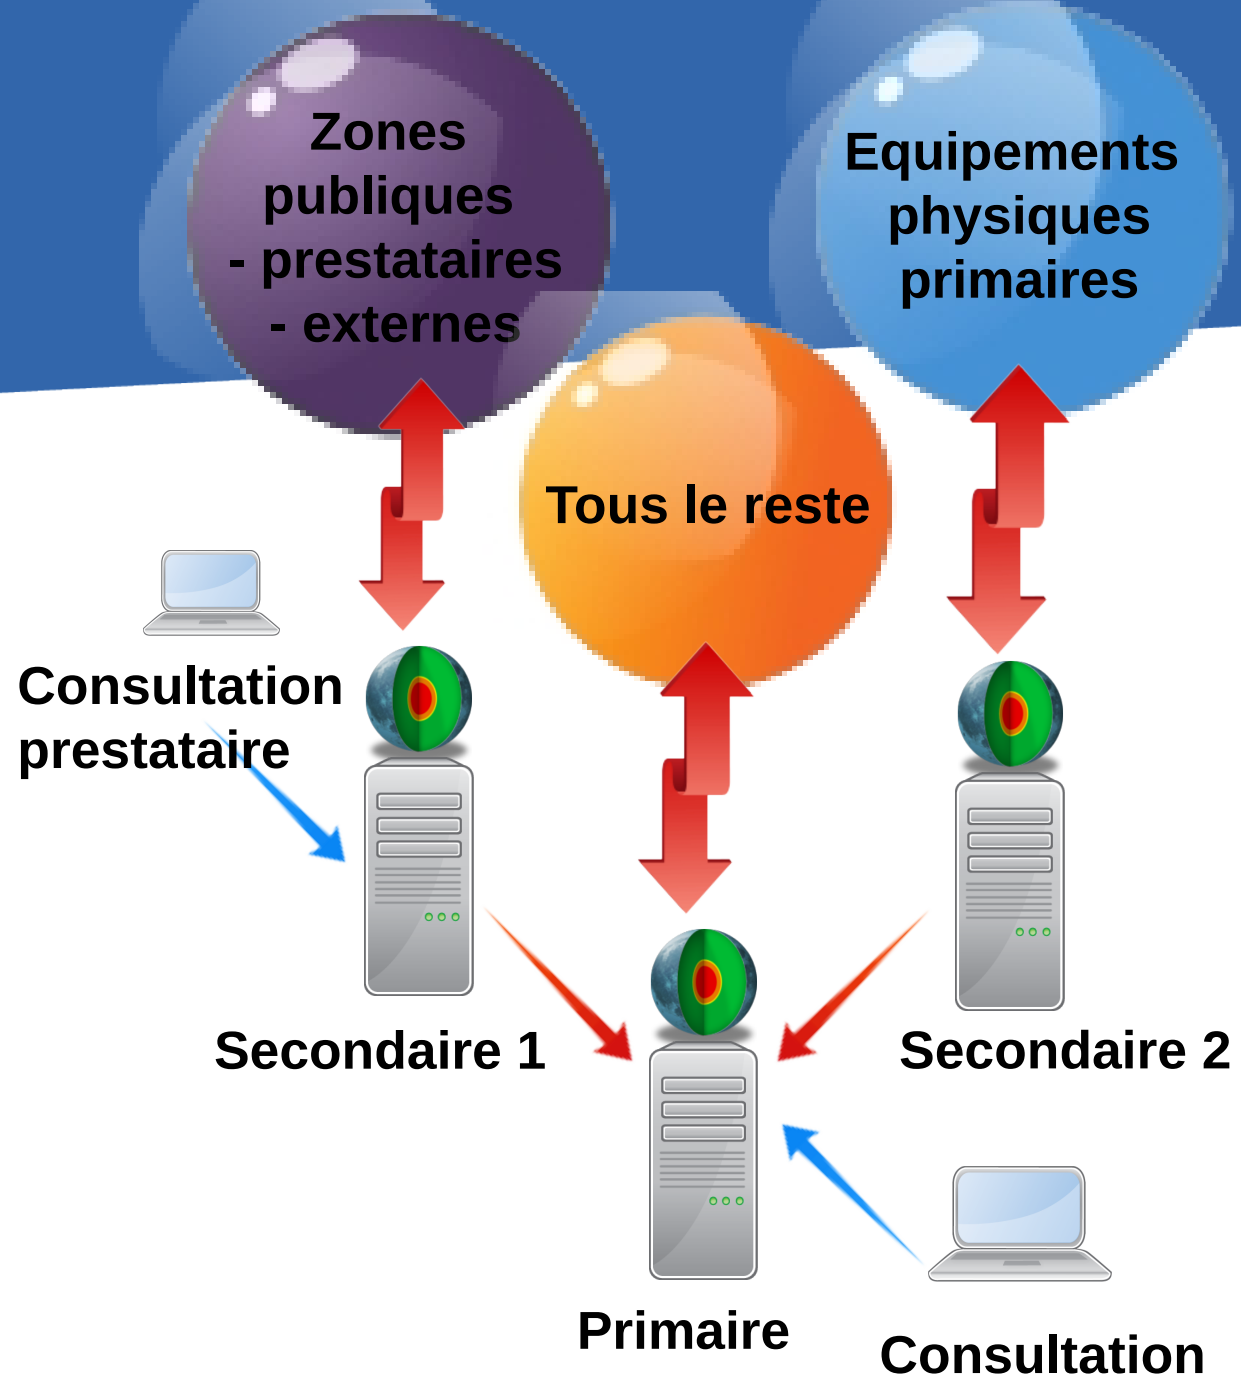 Zones
publiques
- prestataires
- externes
Equipements
physiques
primaires
Tous le reste
Consultation
prestataire
Secondaire 1
Secondaire 2
Primaire
Consultation